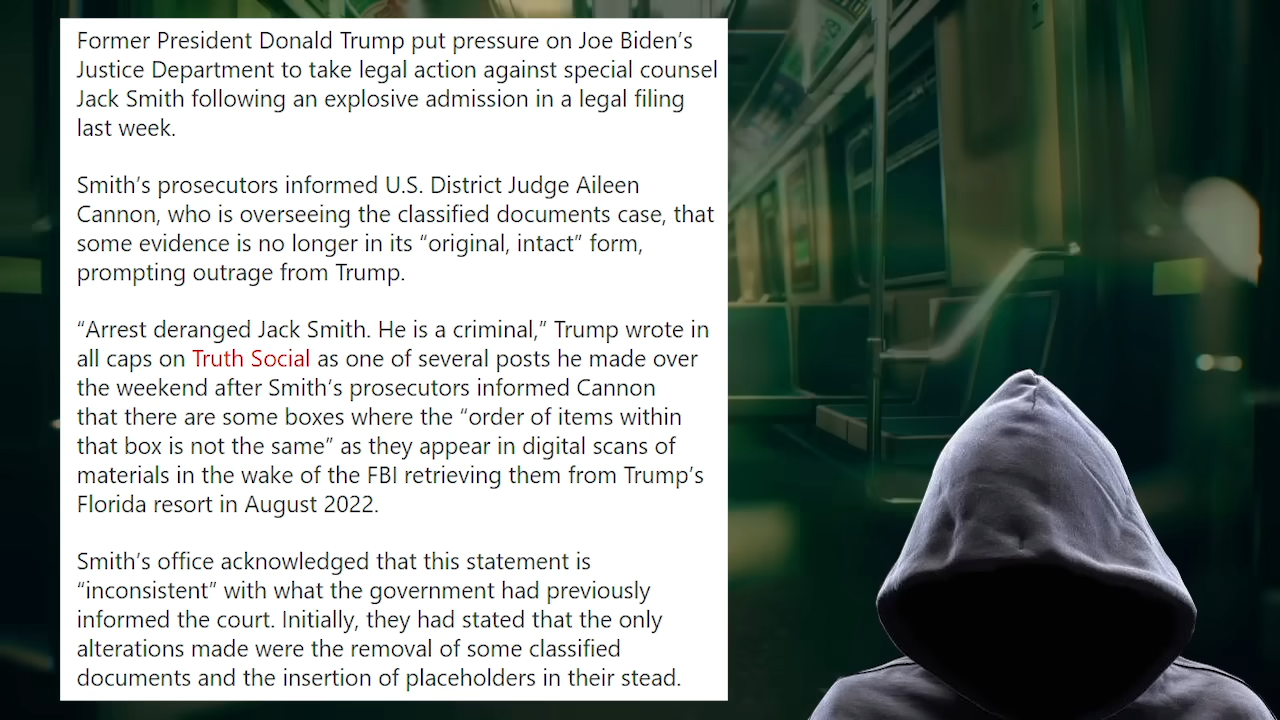 Former President Donald Trump put pressure on Joe Biden’s
Justice Department to take legal action against special counsel
Jack Smith following an explosive admission in a legal filing
last week.
Smith’s prosecutors informed U.S. District Judge Aileen
Cannon, who is overseeing the classified documents case, that
some evidence is no longer in its “original, intact” form,
prompting outrage from Trump.
“Arrest deranged Jack Smith. He is a criminal,” Trump wrote in
all caps on Truth Social as one of several posts he made over
the weekend after Smith’s prosecutors informed Cannon
that there are some boxes where the “order of items within
that box is not the same” as they appear in digital scans of
materials in the wake of the FBI retrieving them from Trump’s
Florida resort in August 2022.
Smith’s office acknowledged that this statement is
“inconsistent” with what the government had previously
informed the court. Initially, they had stated that the only
alterations made were the removal of some classified
documents and the insertion of placeholders in their stead.